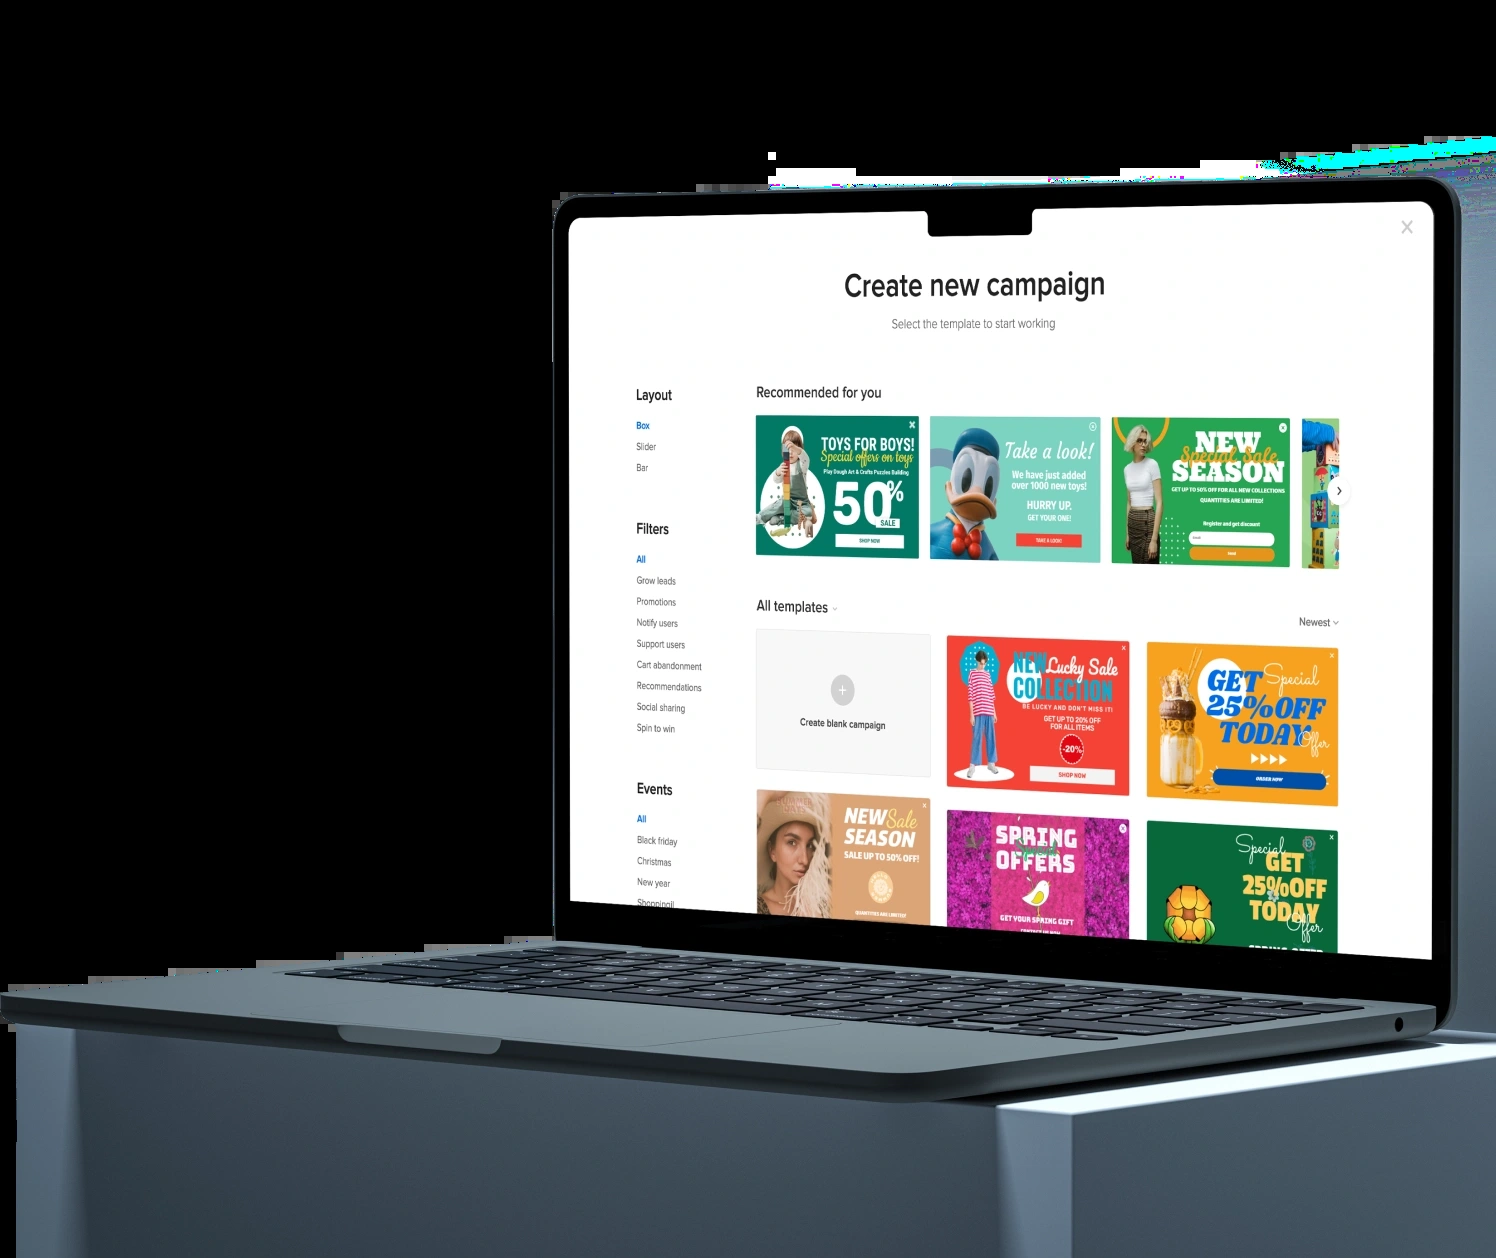 Create new campaign
Select the template to start working
Layout
Box
Slider
Bar
Filters
All
Grow leads
Promotions
Notify users
Support users
Cart abandonment
Recommendations
Social sharing
Spin to win
Events
All
Black friday
Christmas
New year
Recommended for you
TOYS FOR BOYS!
Special offers on toys
Play Dough Art & Crafts Puzzles Building
50%
SALE
SHOP NOW
Take a look!
We have just added
over 1000 new toys!
HURRY UP.
GET YOUR ONE!
TAKE A LOOK!
NEW
Special Sale
SEASON
GET UP TO 50% OFF FOR ALL NEW COLLECTIONS
QUANTITIES ARE LIMITED!
Register and get discount
All templates
Newest
Create blank campaign
NEW Lucky Sale
COLLECTION
BE LUCKY AND DON'T MISS IT!
GET UP TO 20% OFF
FOR ALL ITEMS
-20%
SHOP NOW
GET Special
25%OFF
TODAY
Offer
ORDER NOW
NEW Sale
SEASON
SALE UP TO 50% OFF!
QUANTITIES ARE LIMITED!
SPRING
Special
OFFERS
GET YOUR SPRING GIFT
Special
GET
25%OFF
TODAY
Offer